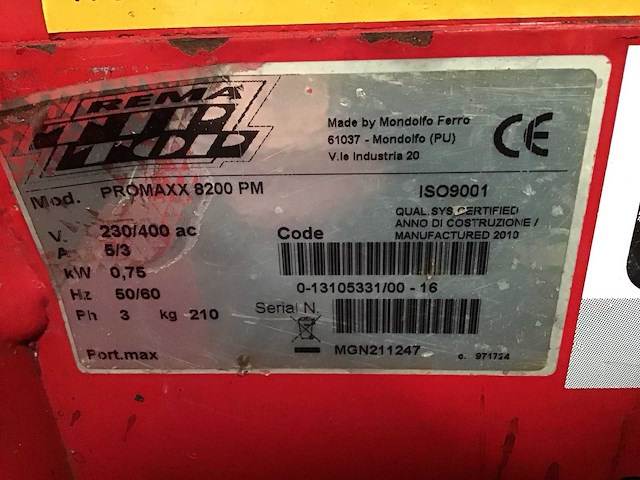 REMA
TIP
TOP
Made by Mondolfo Ferro
61037 - Mondolfo (PU)
V.le Industria 20
CE
Mod. PROMAXX 8200 PM
ISO9001
QUAL.SYS.CERTIFIED
ANNO DI COSTRUZIONE /
MANUFACTURED 2010
V. 230/400 ac
A 5/3
kW 0,75
Hz 50/60
Ph 3 kg 210
Port.max
Code
0-13105331/00 - 16
Serial N.
MGN211247
c. 971724